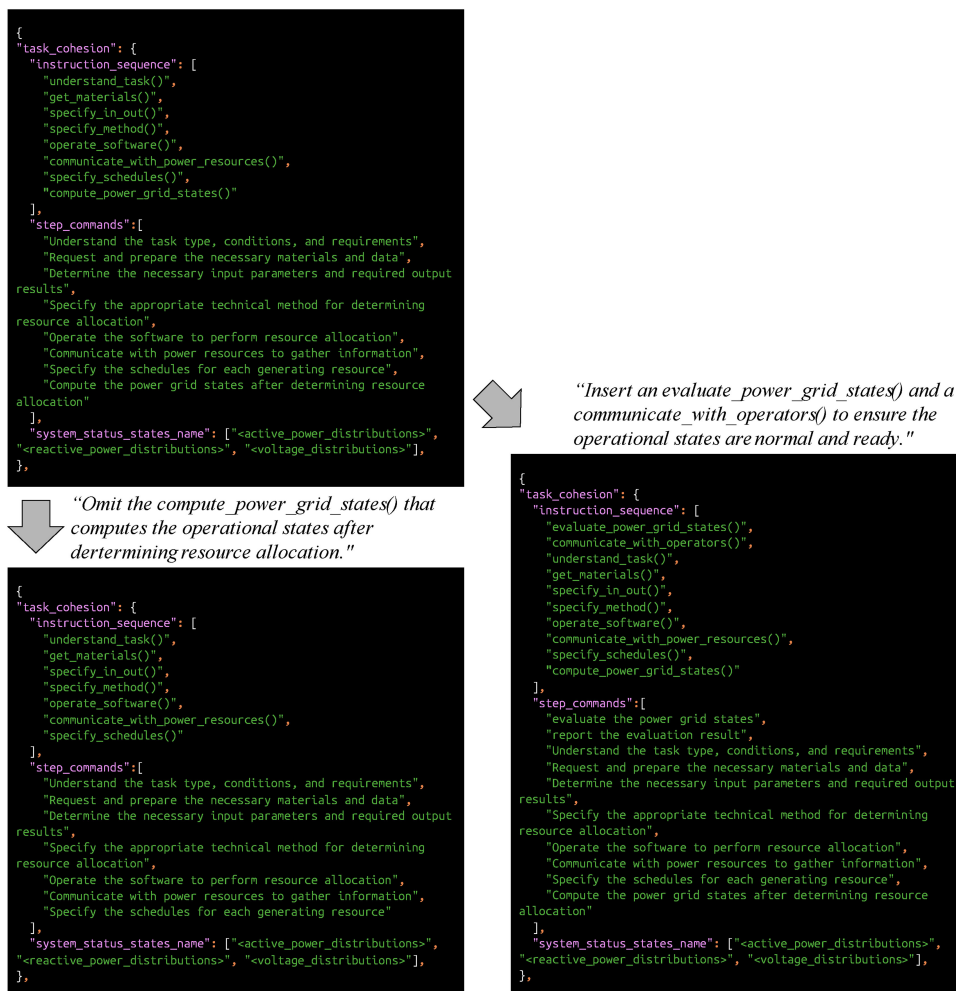 {
"task_cohesion": {
"instruction_sequence": [
"understand_task()",
"get_materials()",
"specify_in_out()",
"specify_method()",
"operate_software()",
"communicate_with_power_resources()",
"specify_schedules()",
"compute_power_grid_states()"
],
"step_commands":[
"Understand the task type, conditions, and requirements",
"Request and prepare the necessary materials and data",
"Determine the necessary input parameters and required output
results",
"Specify the appropriate technical method for determining
resource allocation",
"Operate the software to perform resource allocation",
"Communicate with power resources to gather information",
"Specify the schedules for each generating resource",
"Compute the power grid states after determining resource
allocation"
],
"system_status_states_name": ["<active_power_distributions>",
"<reactive_power_distributions>", "<voltage_distributions>"],
},
“Omit the compute_power_grid_states() that
computes the operational states after
dertermining resource allocation."
{
"task_cohesion": {
"instruction_sequence": [
"understand_task()",
"get_materials()",
"specify_in_out()",
"specify_method()",
"operate_software()",
"communicate_with_power_resources()",
"specify_schedules()"
],
"step_commands":[
"Understand the task type, conditions, and requirements",
"Request and prepare the necessary materials and data",
"Determine the necessary input parameters and required output
results",
"Specify the appropriate technical method for determining
resource allocation",
"Operate the software to perform resource allocation",
"Communicate with power resources to gather information",
"Specify the schedules for each generating resource"
],
"system_status_states_name": ["<active_power_distributions>",
"<reactive_power_distributions>", "<voltage_distributions>"],
},
“Insert an evaluate_power_grid_states() and a
communicate_with_operators() to ensure the
operational states are normal and ready."
{
"task_cohesion": {
"instruction_sequence": [
"evaluate_power_grid_states()",
"communicate_with_operators()",
"understand_task()",
"get_materials()",
"specify_in_out()",
"specify_method()",
"operate_software()",
"communicate_with_power_resources()",
"specify_schedules()",
"compute_power_grid_states()"
],
"step_commands":[
"evaluate the power grid states",
"report the evaluation result",
"Understand the task type, conditions, and requirements",
"Request and prepare the necessary materials and data",
"Determine the necessary input parameters and required output
results",
"Specify the appropriate technical method for determining
resource allocation",
"Operate the software to perform resource allocation",
"Communicate with power resources to gather information",
"Specify the schedules for each generating resource",
"Compute the power grid states after determining resource
allocation"
],
"system_status_states_name": ["<active_power_distributions>",
"<reactive_power_distributions>", "<voltage_distributions>"],
},